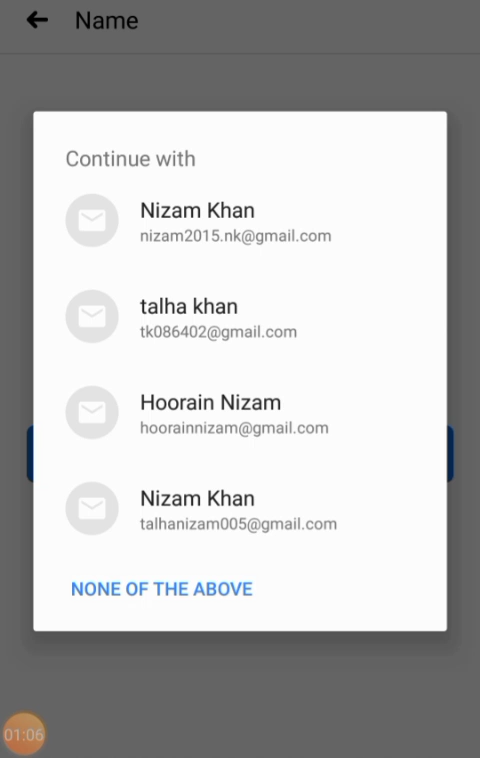 Name
Continue with
Nizam Khan
nizam2015.nk@gmail.com
talha khan
tk086402@gmail.com
Hoorain Nizam
hoorainnizam@gmail.com
Nizam Khan
talhanizam005@gmail.com
NONE OF THE ABOVE
01:06